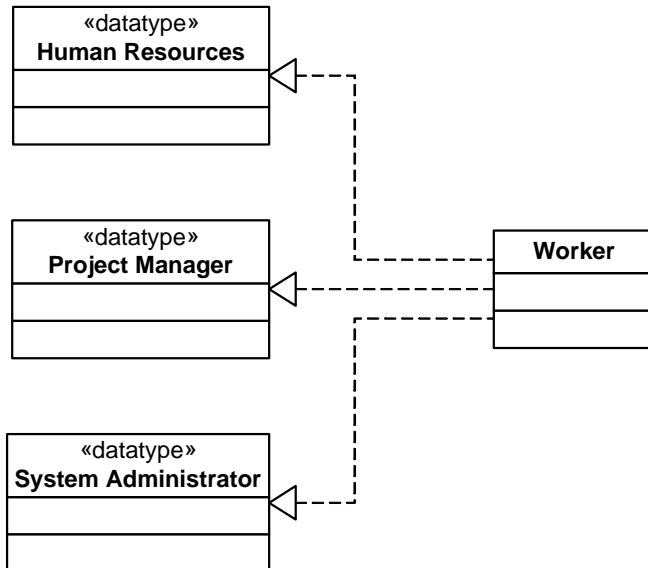 «datatype»
Human Resources
«datatype»
Project Manager
Worker
«datatype»
System Administrator